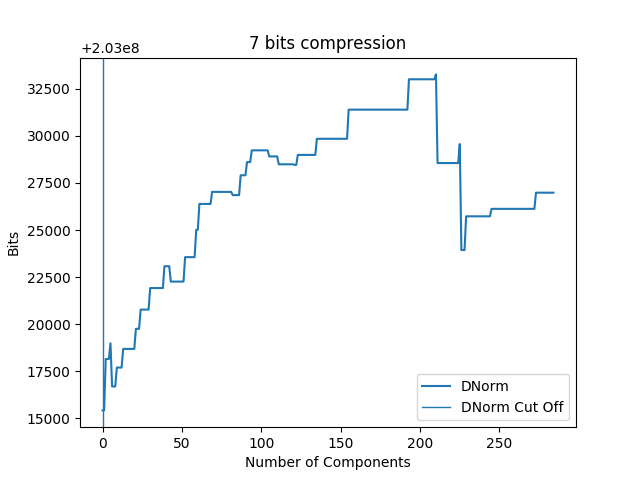 7 bits compression
+2.03e8
32500
30000
27500
25000
22500
20000
17500
15000
Bits
0 50 100 150 200 250
Number of Components
DNorm
DNorm Cut Off